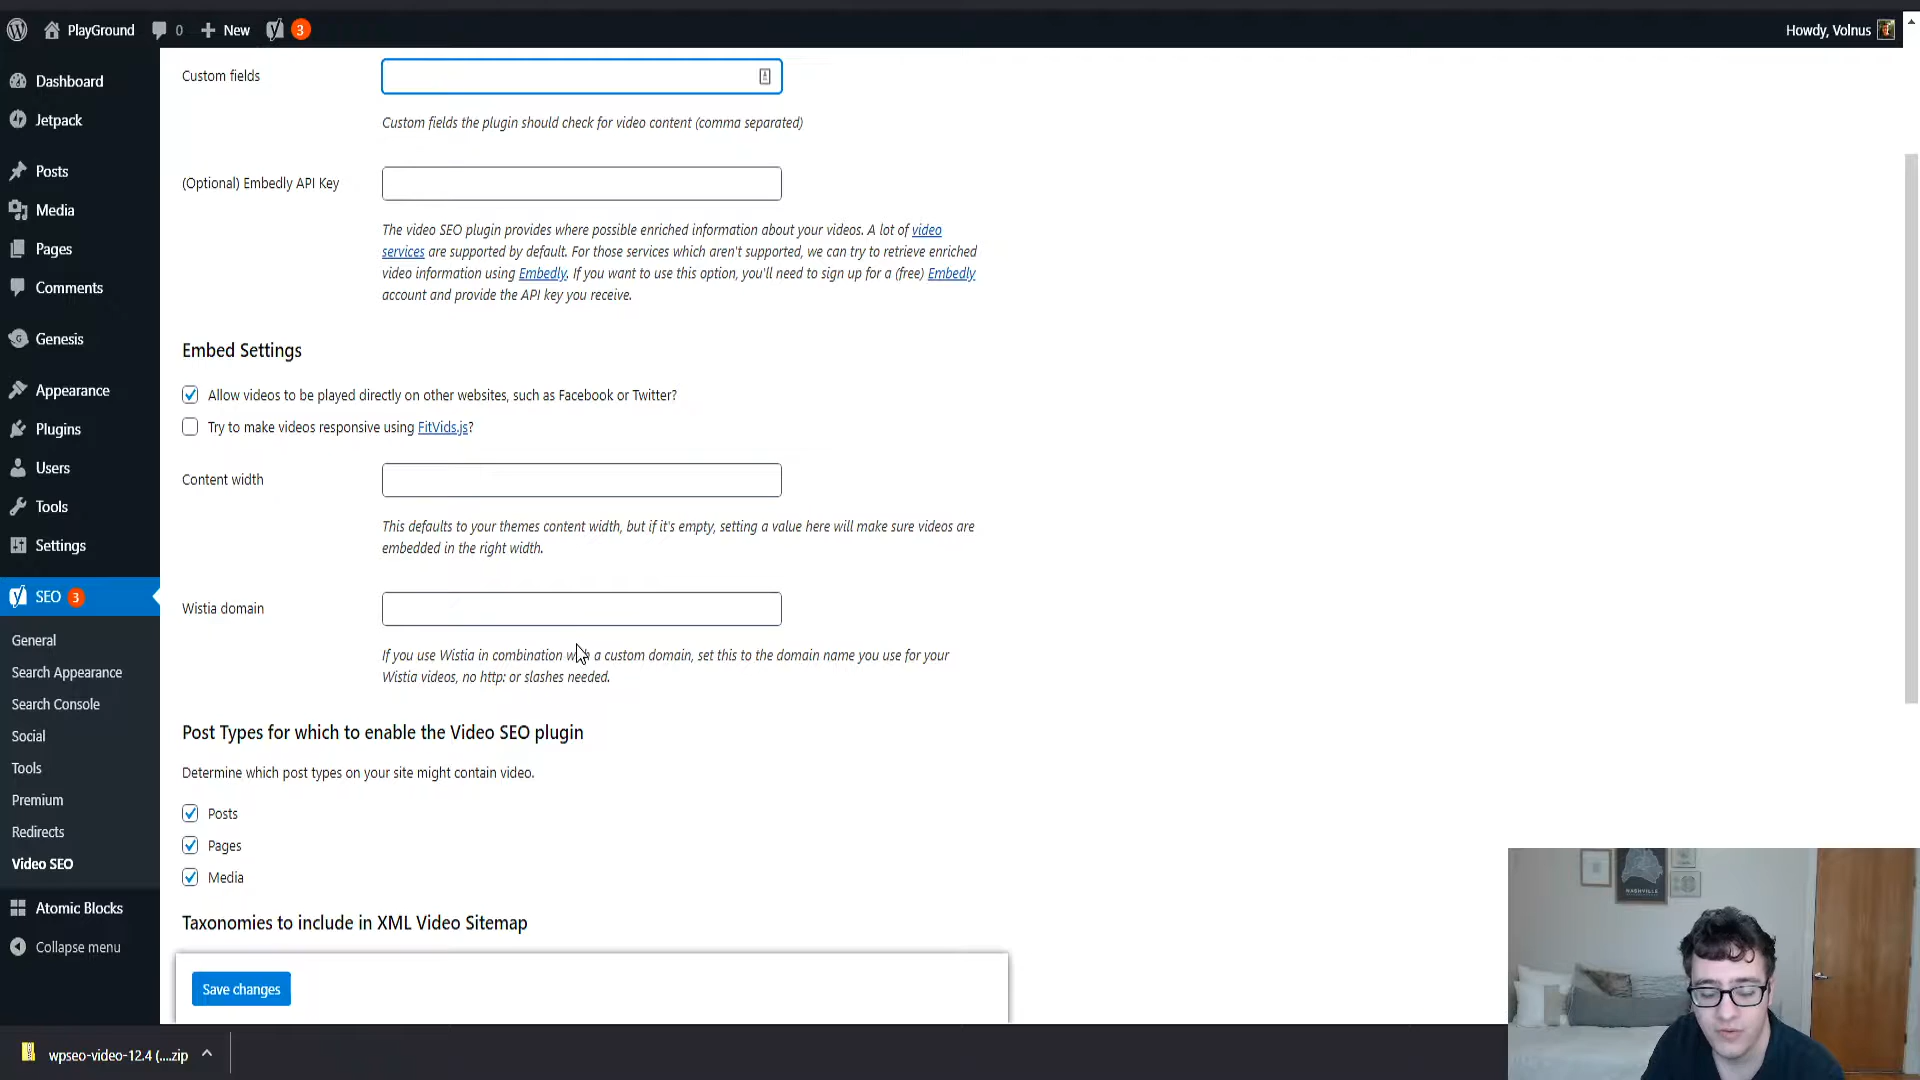 PlayGround
0
New
3
Howdy, Volnus
Dashboard
Jetpack
Posts
Media
Pages
Comments
Genesis
Appearance
Plugins
Users
Tools
Settings
SEO 3
General
Search Appearance
Search Console
Social
Tools
Premium
Redirects
Video SEO
Atomic Blocks
Collapse menu
Custom fields
Custom fields the plugin should check for video content (comma separated)
(Optional) Embedly API Key
The video SEO plugin provides where possible enriched information about your videos. A lot of video
services are supported by default. For those services which aren't supported, we can try to retrieve enriched
video information using Embedly. If you want to use this option, you'll need to sign up for a (free) Embedly
account and provide the API key you receive.
Embed Settings
Allow videos to be played directly on other websites, such as Facebook or Twitter?
Try to make videos responsive using FitVids.js?
Content width
This defaults to your themes content width, but if it's empty, setting a value here will make sure videos are
embedded in the right width.
Wistia domain
If you use Wistia in combination with a custom domain, set this to the domain name you use for your
Wistia videos, no http: or slashes needed.
Post Types for which to enable the Video SEO plugin
Determine which post types on your site might contain video.
Posts
Pages
Media
Taxonomies to include in XML Video Sitemap
Save changes
wpseo-video-12.4 (....zip
NASHVILLE